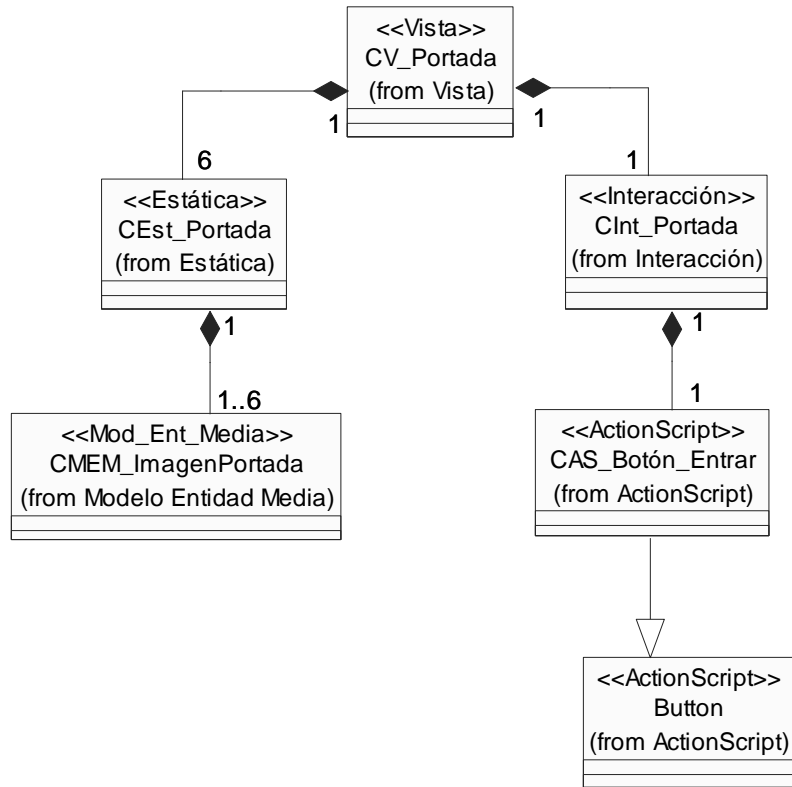 <<Vista>>
CV_Portada
(from Vista)
1
1
6
1
<<Estática>>
CEst_Portada
(from Estática)
<<Interacción>>
CInt_Portada
(from Interacción)
1
1
1..6
1
<<Mod_Ent_Media>>
CMEM_ImagenPortada
(from Modelo Entidad Media)
<<ActionScript>>
CAS_Botón_Entrar
(from ActionScript)
<<ActionScript>>
Button
(from ActionScript)